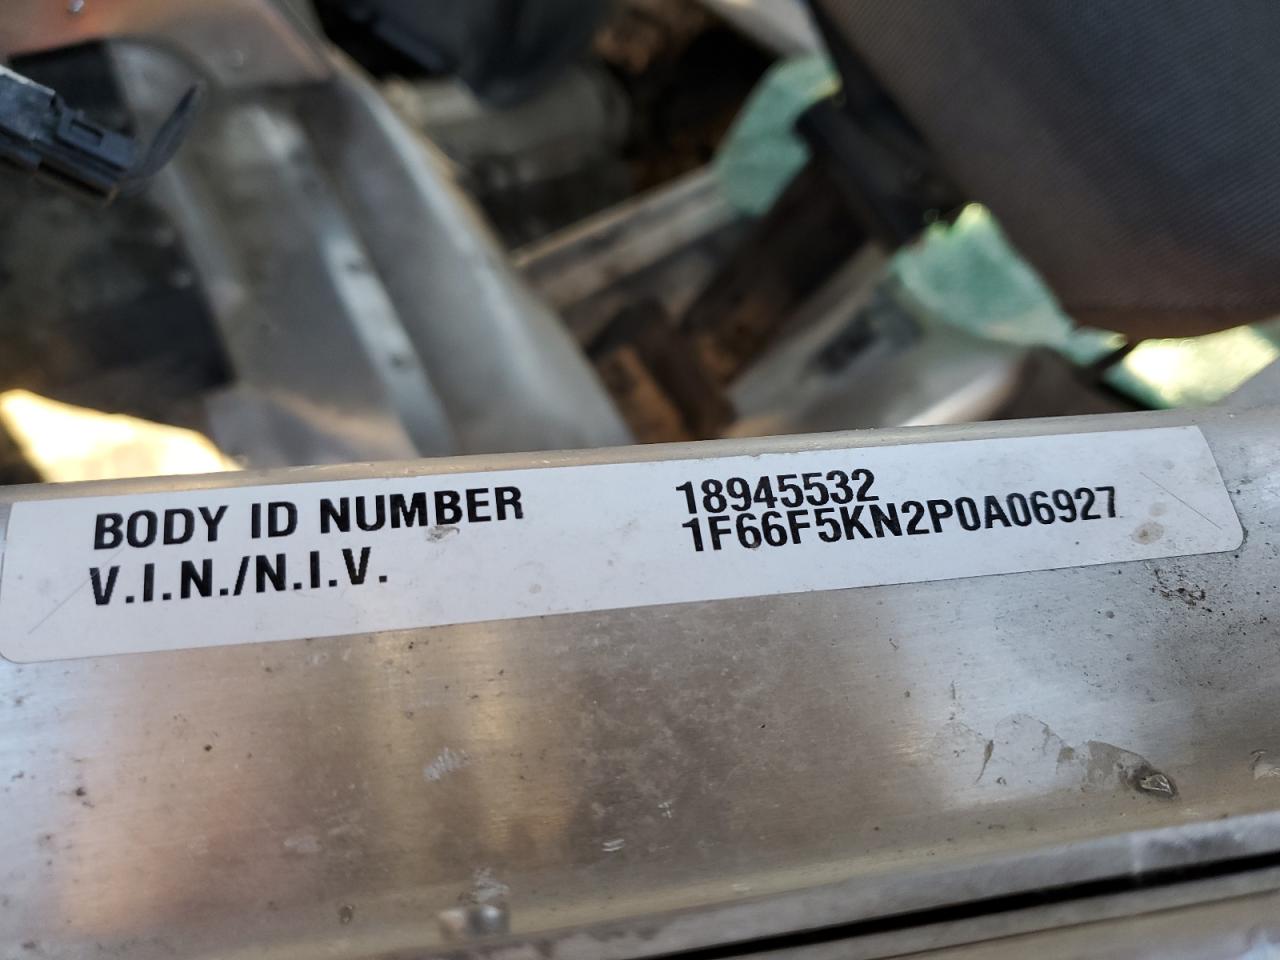 BODY ID NUMBER 18945532
V.I.N./N.I.V. 1F66F5KN2P0A06927